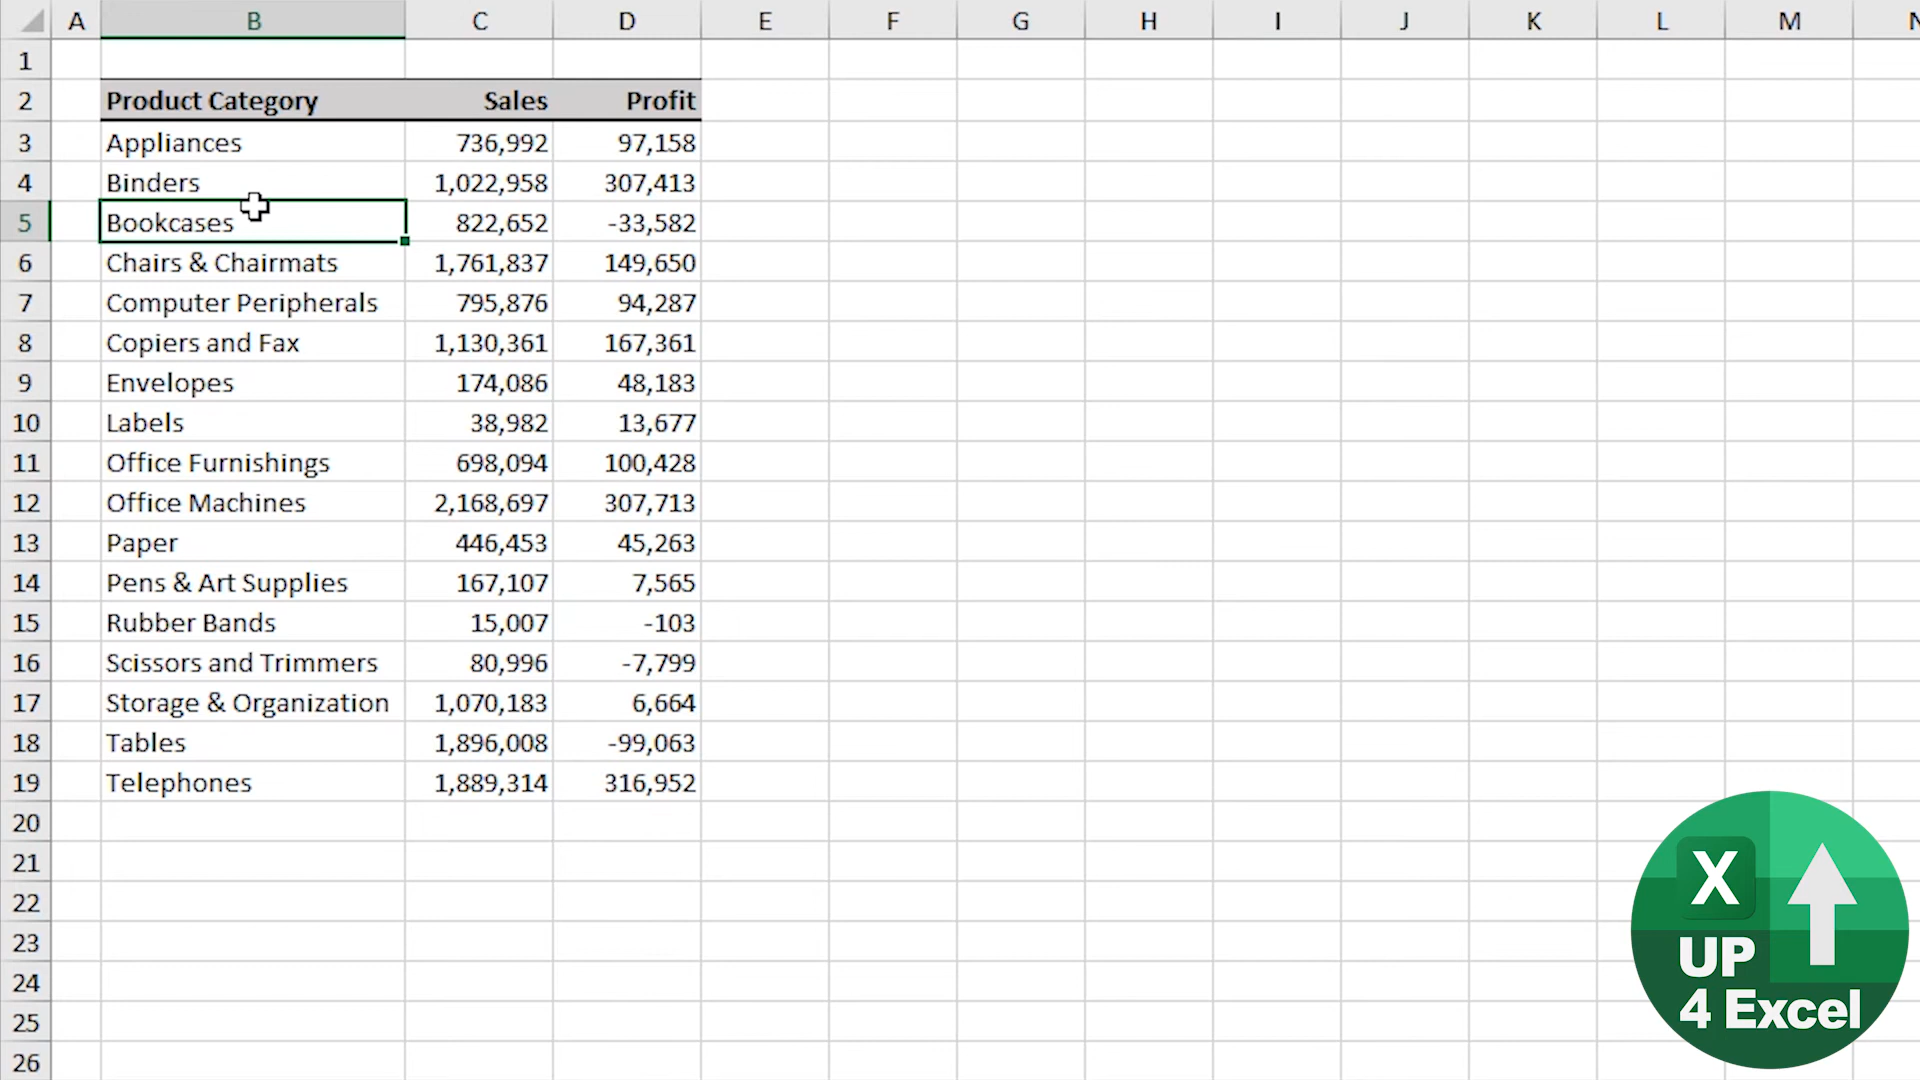 A B C D E F G H I J K L M
1
2 Product Category Sales Profit
3 Appliances 736,992 97,158
4 Binders 1,022,958 307,413
5 Bookcases 822,652 -33,582
6 Chairs & Chairmats 1,761,837 149,650
7 Computer Peripherals 795,876 94,287
8 Copiers and Fax 1,130,361 167,361
9 Envelopes 174,086 48,183
10 Labels 38,982 13,677
11 Office Furnishings 698,094 100,428
12 Office Machines 2,168,697 307,713
13 Paper 446,453 45,263
14 Pens & Art Supplies 167,107 7,565
15 Rubber Bands 15,007 -103
16 Scissors and Trimmers 80,996 -7,799
17 Storage & Organization 1,070,183 6,664
18 Tables 1,896,008 -99,063
19 Telephones 1,889,314 316,952
20
21
22
23
24
25
26
X
UP
4 Excel